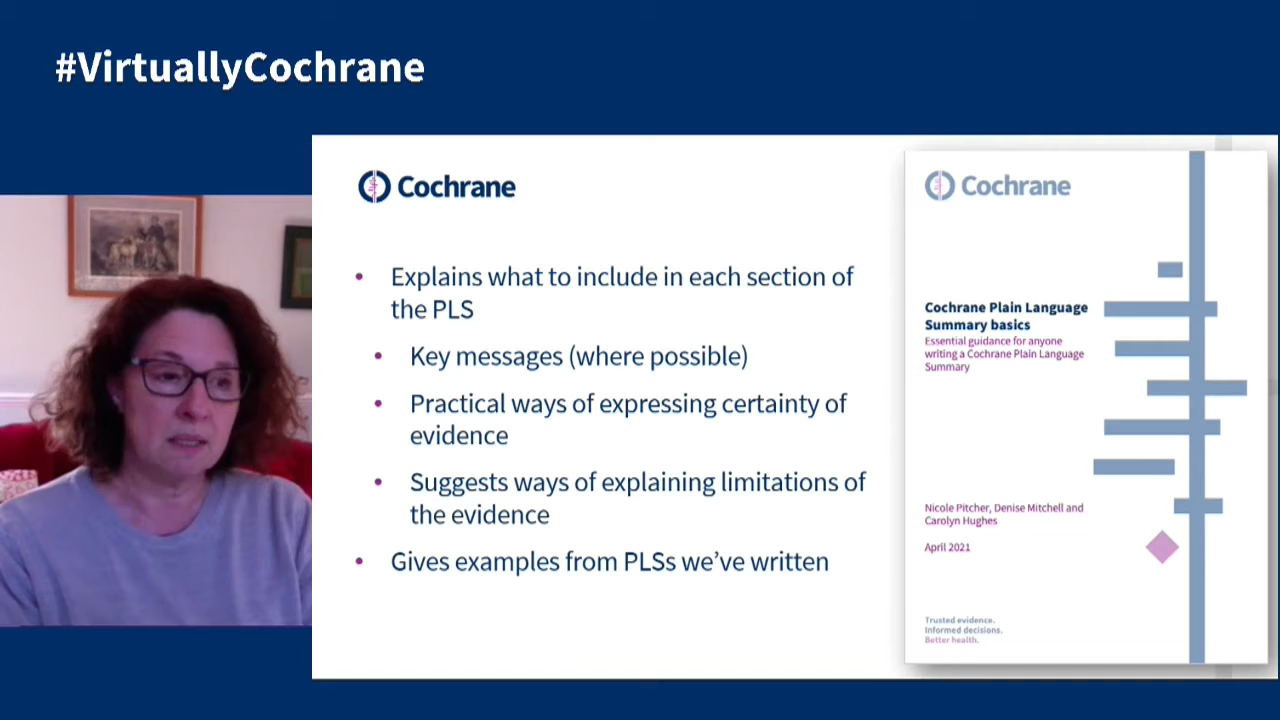 #VirtuallyCochrane
Cochrane
• Explains what to include in each section of
the PLS
• Key messages (where possible)
• Practical ways of expressing certainty of
evidence
• Suggests ways of explaining limitations of
the evidence
• Gives examples from PLSs we’ve written
Cochrane
Cochrane Plain Language
Summary basics
Essential guidance for anyone
writing a Cochrane Plain Language
Summary
Nicole Pitcher, Denise Mitchell and
Carolyn Hughes
April 2021
Trusted evidence.
Informed decisions.
Better health.